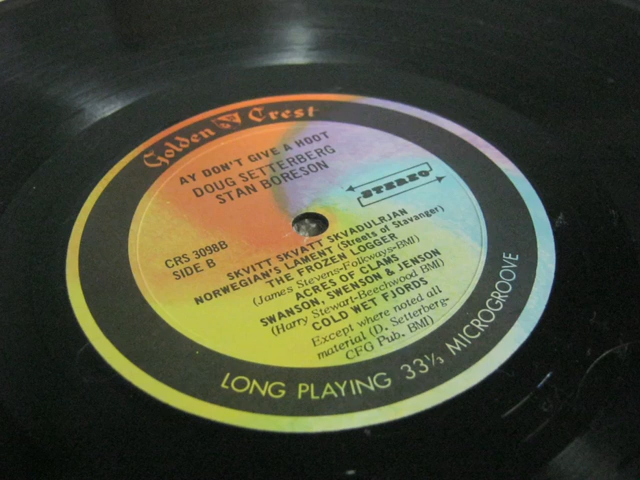 Golden Crest
AY DON'T GIVE A HOOT
DOUG SETTERBERG
STAN BORESON
STEREO
CRS 3098B
SIDE B
SKVITT SKVATT SKVADULRJAN
NORWEGIAN'S LAMENT (Streets of Stavanger)
THE FROZEN LOGGER
(James Stevens-Folkways-BMI)
ACRES OF CLAMS
SWANSON, SWENSON & JENSON
(Harry Stewart-Beechwood BMI)
COLD WET FJORDS
Except where noted all
material (D. Setterberg-
CFG Pub. BMI)
LONG PLAYING 33⅓ MICROGROOVE